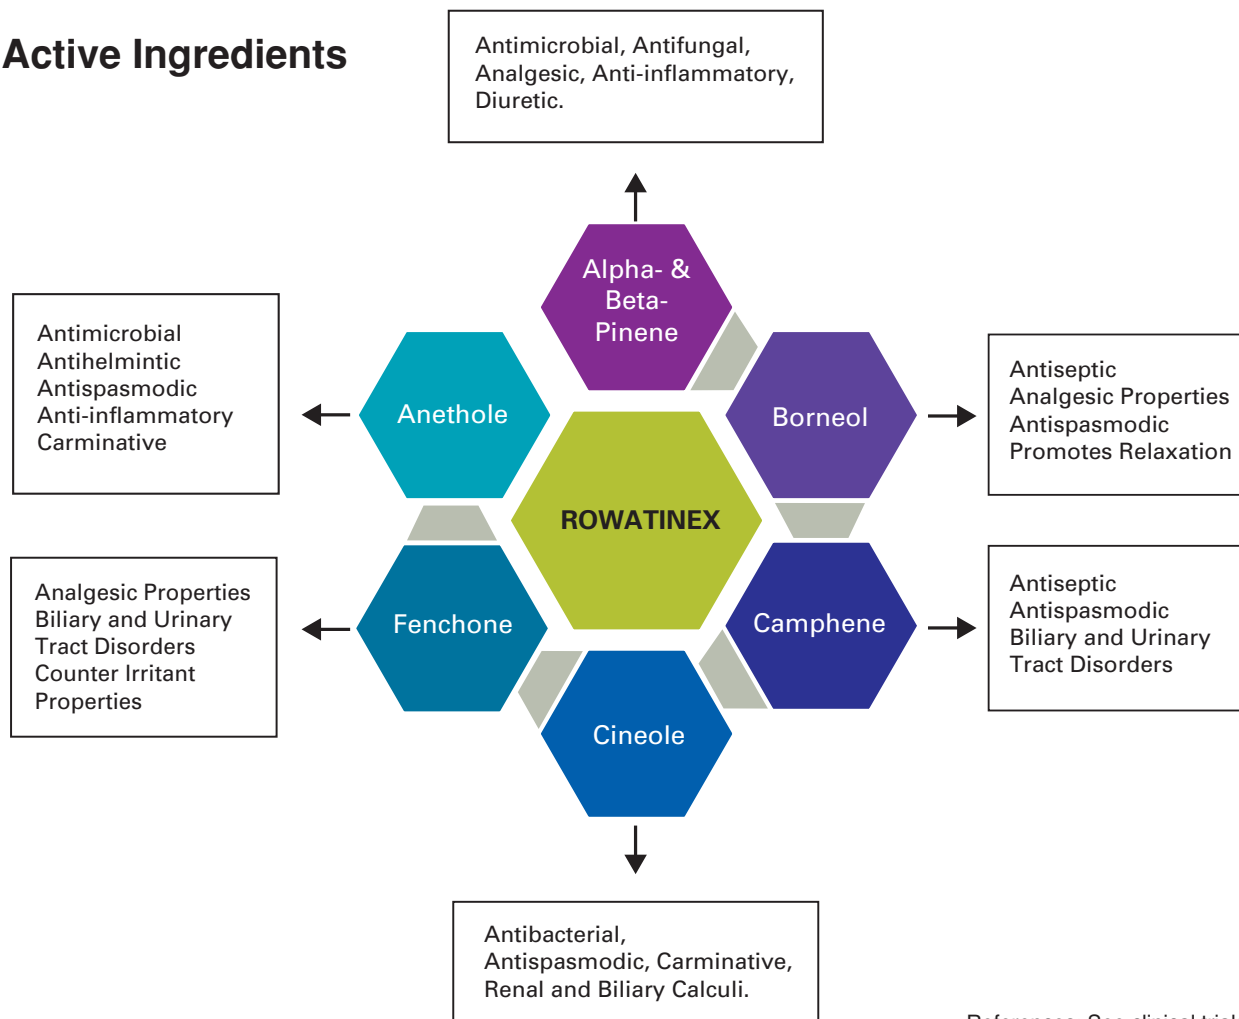 Active Ingredients
Antimicrobial, Antifungal,
Analgesic, Anti-inflammatory,
Diuretic.
Alpha- &
Beta-
Pinene
Antimicrobial
Antihelmintic
Antispasmodic
Anti-inflammatory
Carminative
Anethole
Borneol
Antiseptic
Analgesic Properties
Antispasmodic
Promotes Relaxation
ROWATINEX
Analgesic Properties
Biliary and Urinary
Tract Disorders
Counter Irritant
Properties
Fenchone
Camphene
Antiseptic
Antispasmodic
Biliary and Urinary
Tract Disorders
Cineole
Antibacterial,
Antispasmodic, Carminative,
Renal and Biliary Calculi.